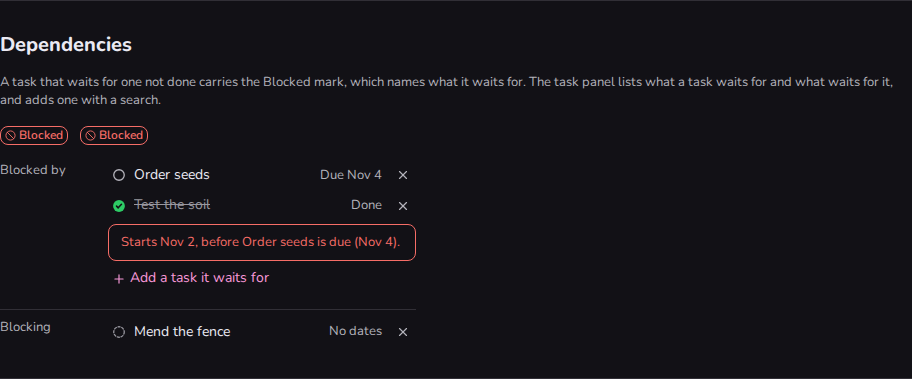 Dependencies
A task that waits for one not done carries the Blocked mark, which names what it waits for. The task panel lists what a task waits for and what waits for it,
and adds one with a search.
Blocked Blocked
Blocked by
Order seeds Due Nov 4
Test the soil Done
Starts Nov 2, before Order seeds is due (Nov 4).
+ Add a task it waits for
Blocking
Mend the fence No dates